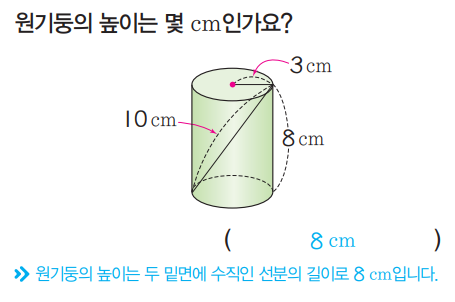 원기둥의 높이는 몇 cm인가요?
3 cm
10 cm
8 cm
( 8 cm )
» 원기둥의 높이는 두 밑면에 수직인 선분의 길이로 8 cm입니다.